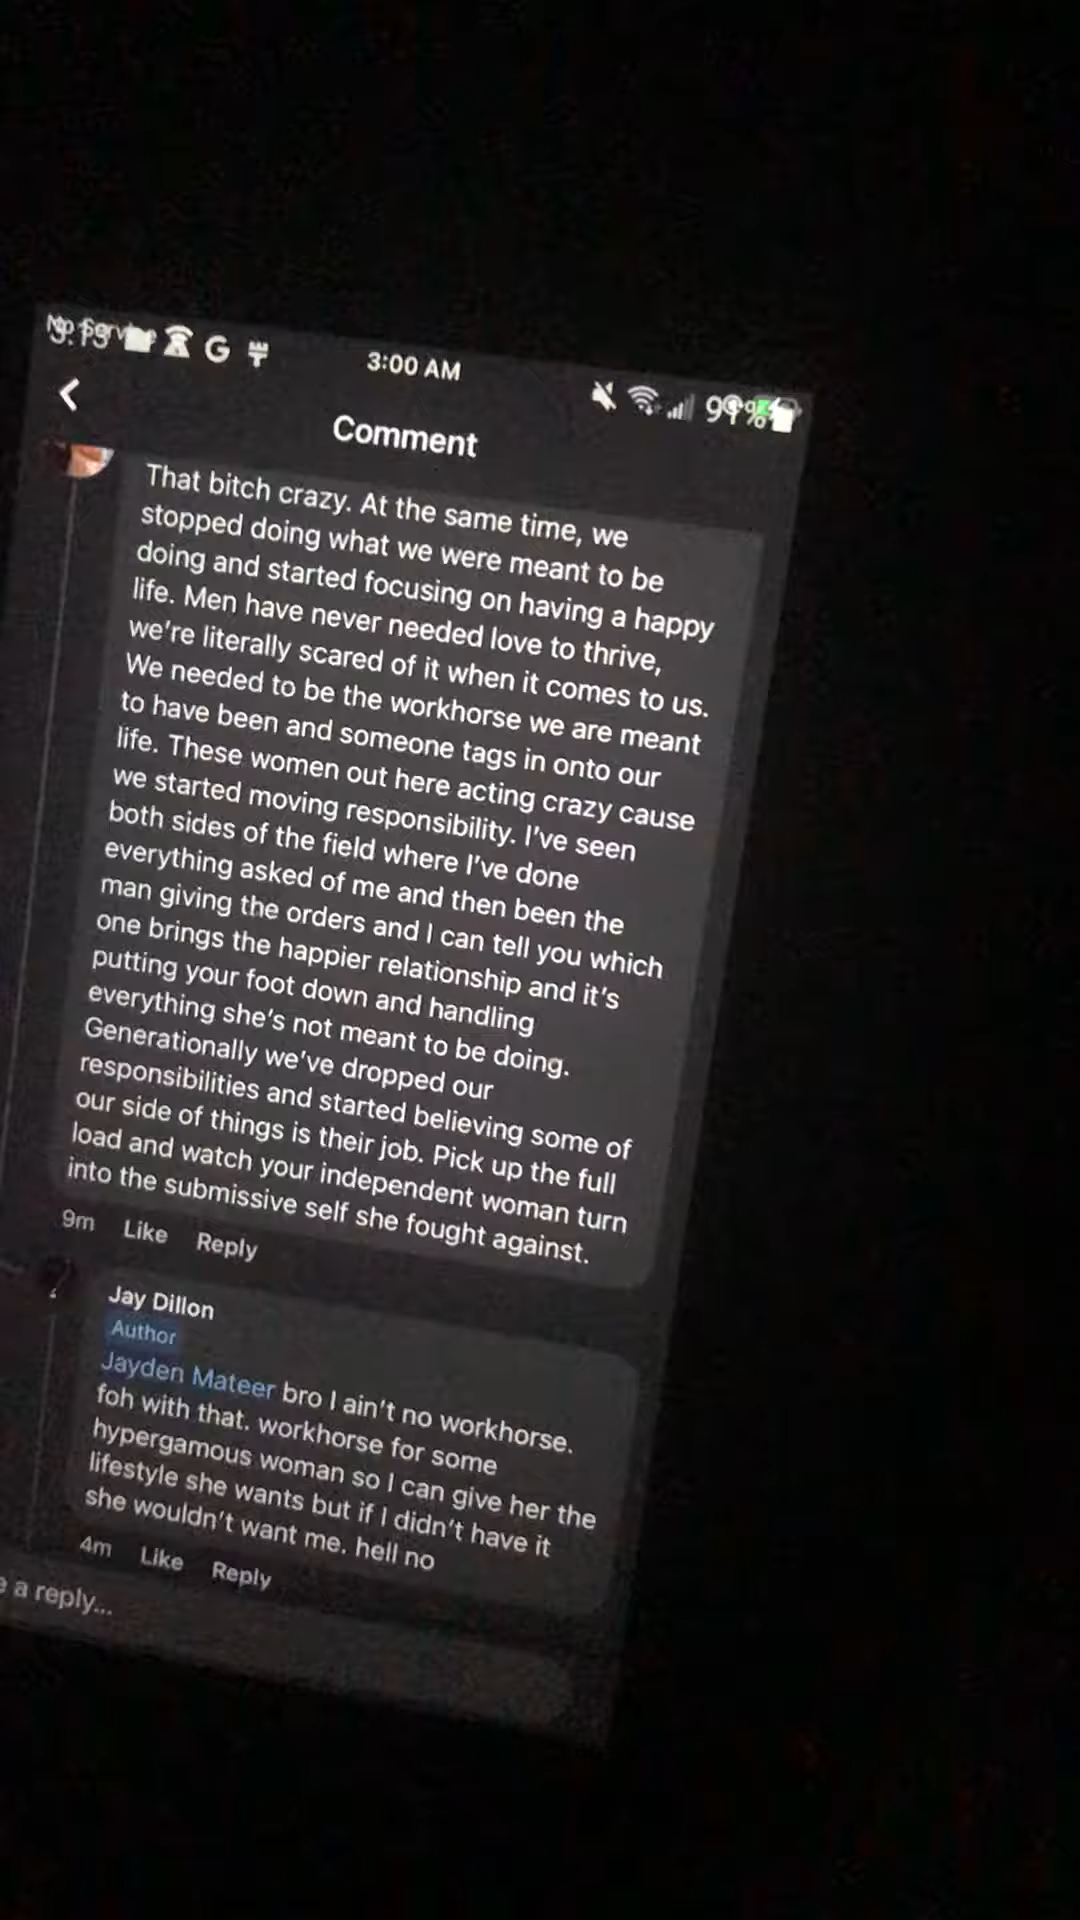 G
3:00 AM
Comment
That bitch crazy. At the same time, we
stopped doing what we were meant to be
doing and started focusing on having a happy
life. Men have never needed love to thrive,
we're literally scared of it when it comes to us.
We needed to be the workhorse we are meant
to have been and someone tags in onto our
life. These women out here acting crazy cause
we started moving responsibility. I've seen
both sides of the field where I've done
everything asked of me and then been the
man giving the orders and I can tell you which
one brings the happier relationship and it's
putting your foot down and handling
everything she's not meant to be doing.
Generationally we've dropped our
responsibilities and started believing some of
our side of things is their job. Pick up the full
load and watch your independent woman turn
into the submissive self she fought against.
9m Like Reply
Jay Dillon
Author
Jayden Mateer bro I ain't no workhorse.
foh with that. workhorse for some
hypergamous woman so I can give her the
lifestyle she wants but if I didn't have it
she wouldn't want me. hell no
4m Like Reply
a reply...